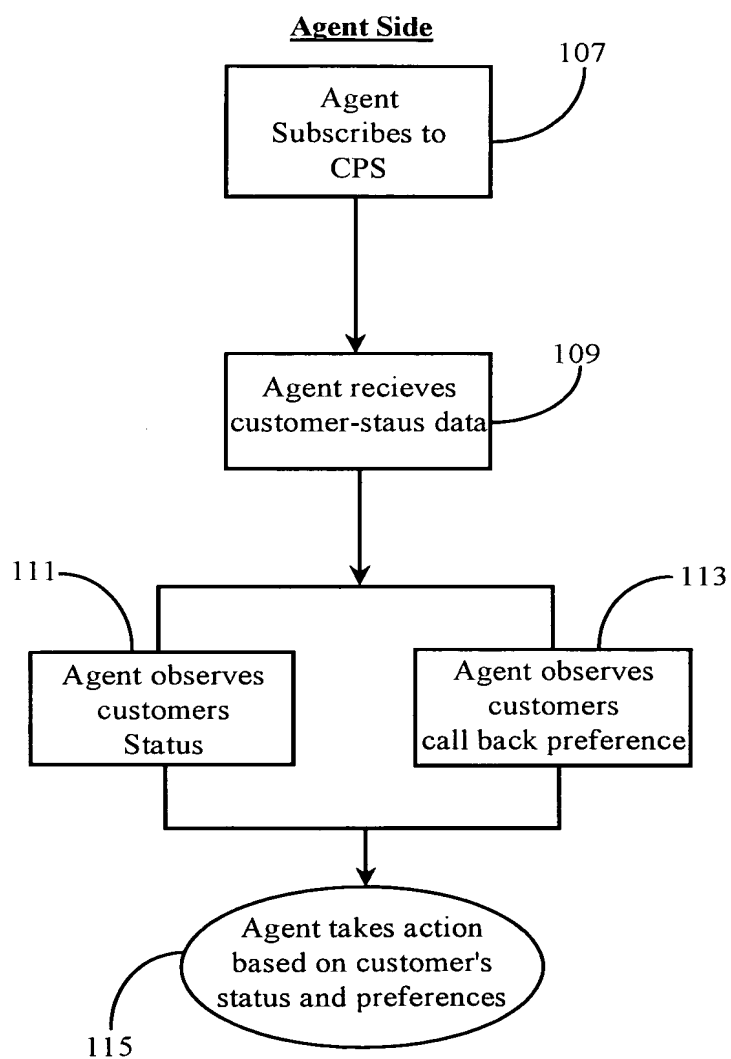 Agent Side
107
Agent
Subscribes to
CPS
109
Agent recieves
customer-staus data
111
113
Agent observes
customers
Status
Agent observes
customers
call back preference
Agent takes action
based on customer's
status and preferences
115